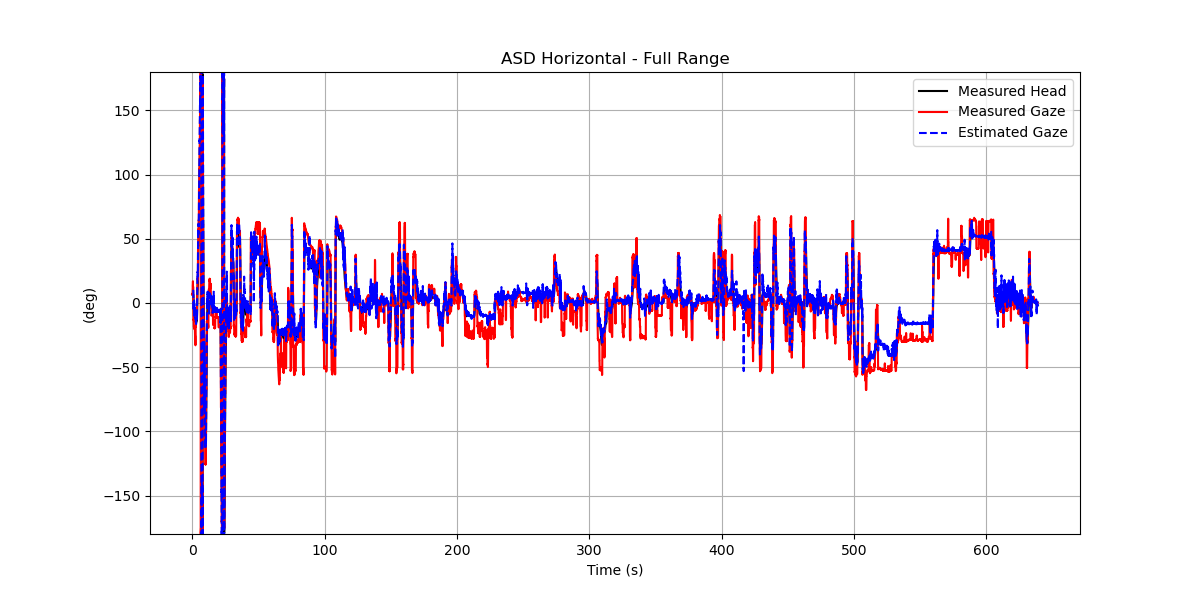 ASD Horizontal - Full Range
Measured Head
Measured Gaze
Estimated Gaze
150
100
50
0
−50
−100
−150
(deg)
0 100 200 300 400 500 600
Time (s)